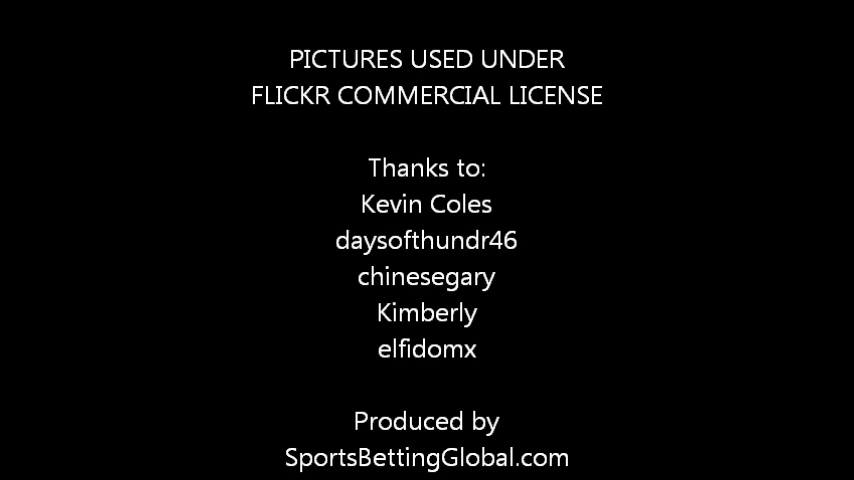 PICTURES USED UNDER
FLICKR COMMERCIAL LICENSE
Thanks to:
Kevin Coles
daysofthundr46
chinesegary
Kimberly
elfidomx
Produced by
SportsBettingGlobal.com